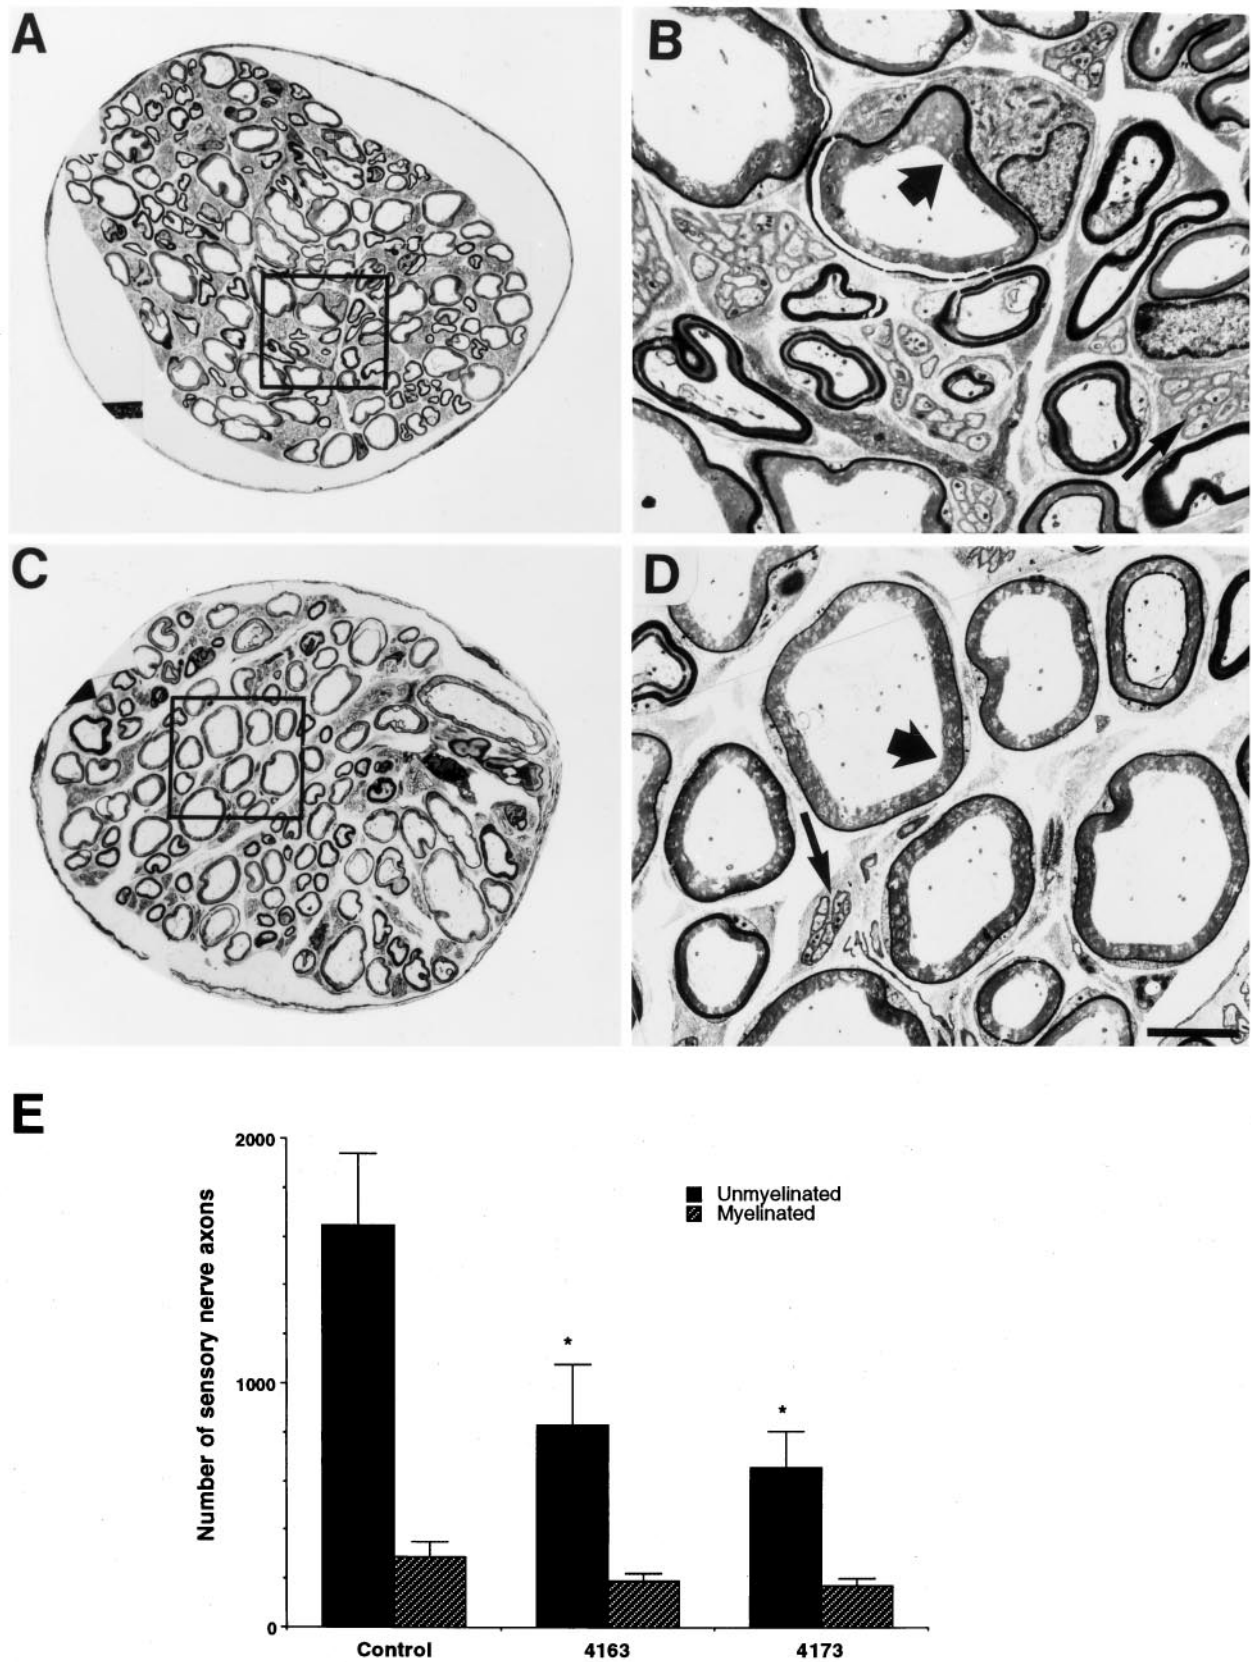 A
B
C
D
E
2000
1000
0
Number of sensory nerve axons
Unmyelinated
Myelinated
*
*
Control
4163
4173